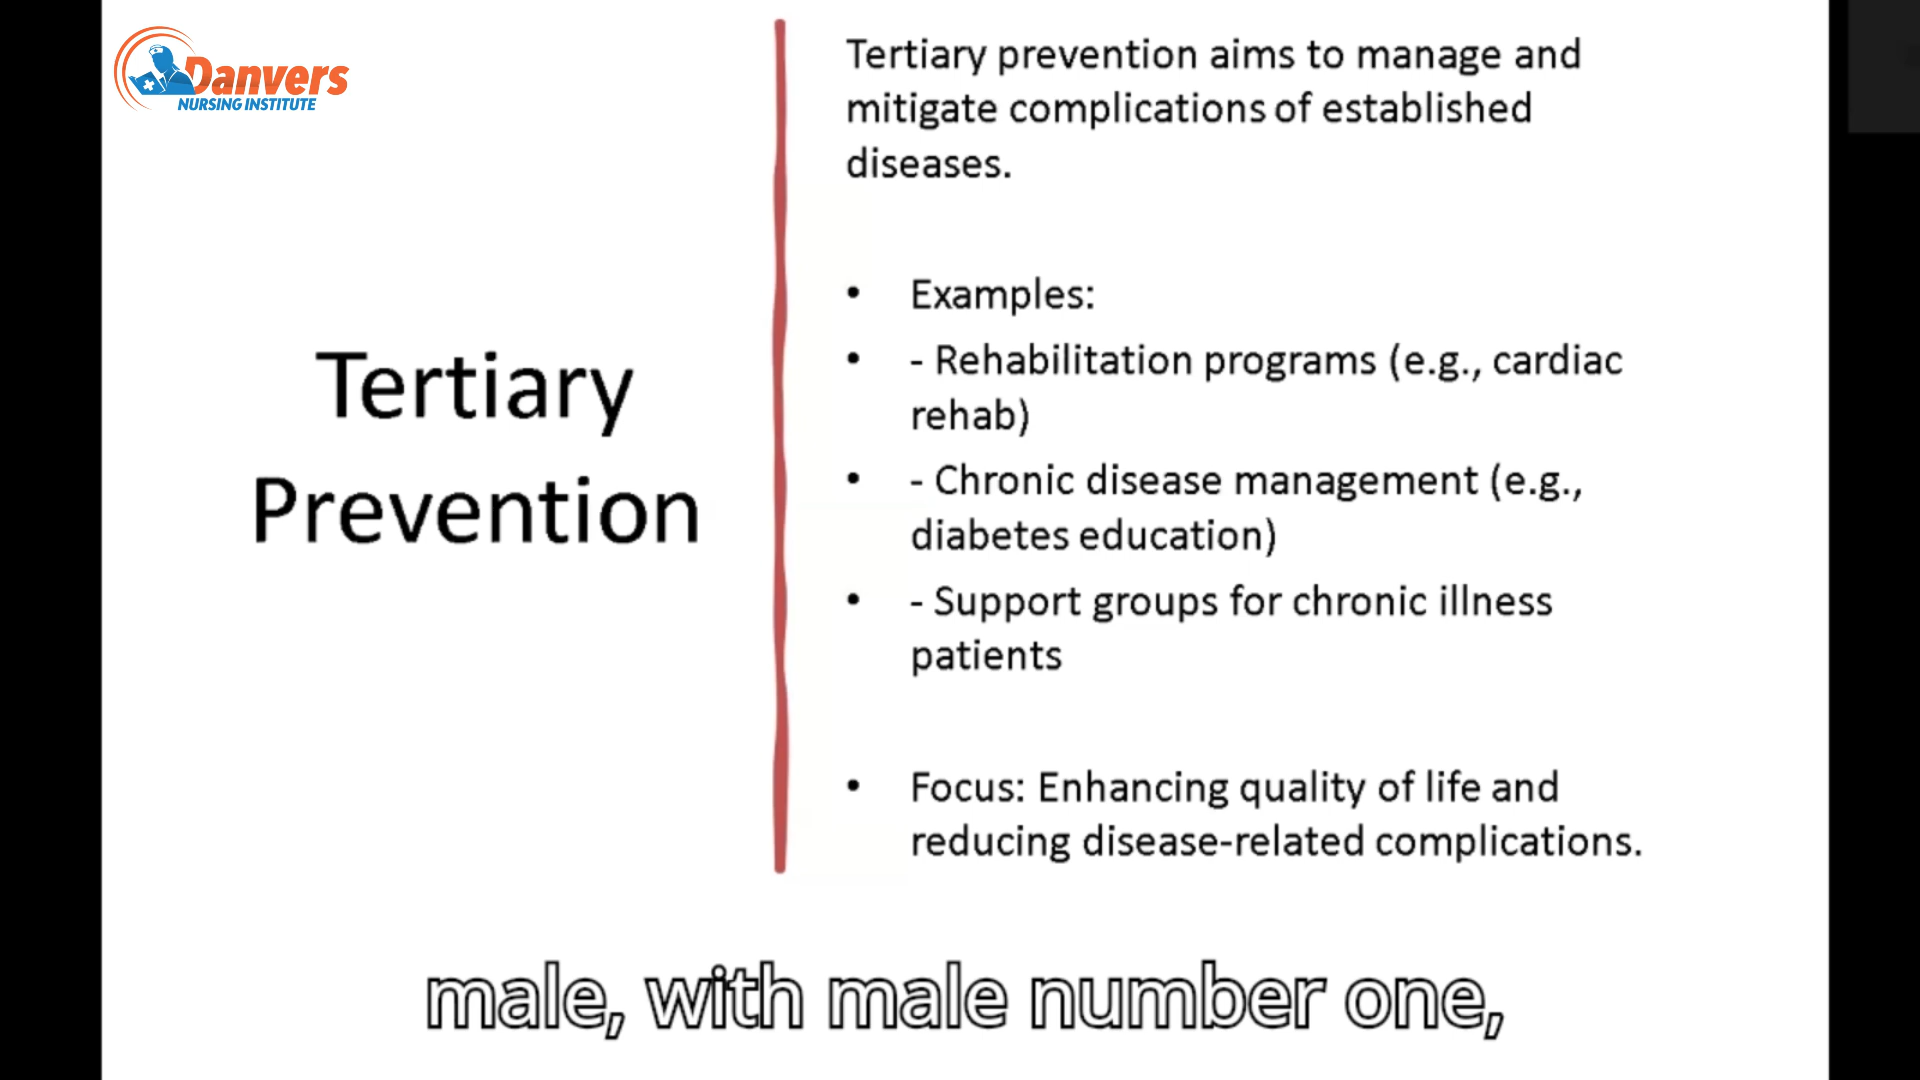 Danvers
NURSING INSTITUTE
Tertiary
Prevention
Tertiary prevention aims to manage and
mitigate complications of established
diseases.
• Examples:
• - Rehabilitation programs (e.g., cardiac
rehab)
• - Chronic disease management (e.g.,
diabetes education)
• - Support groups for chronic illness
patients
• Focus: Enhancing quality of life and
reducing disease-related complications.
male, with male number one,